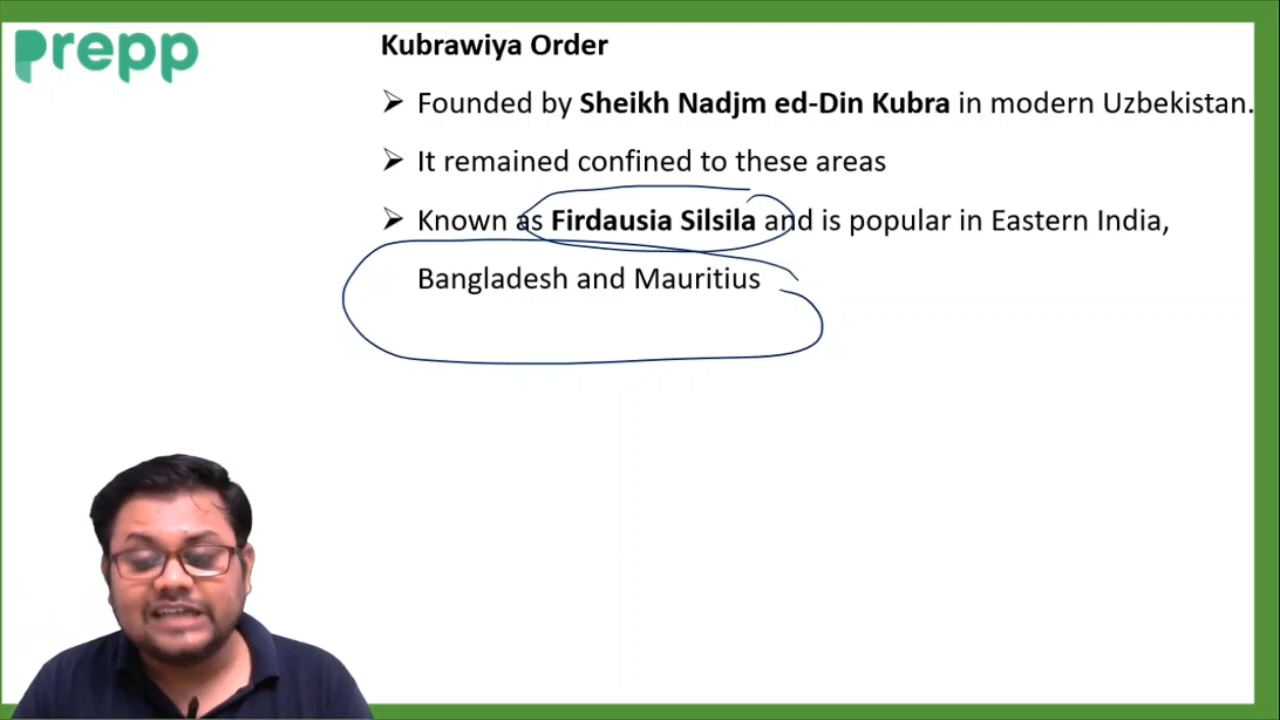 Prepp
Kubrawiya Order
➤ Founded by Sheikh Nadjm ed-Din Kubra in modern Uzbekistan.
➤ It remained confined to these areas
➤ Known as Firdausia Silsila and is popular in Eastern India,
Bangladesh and Mauritius